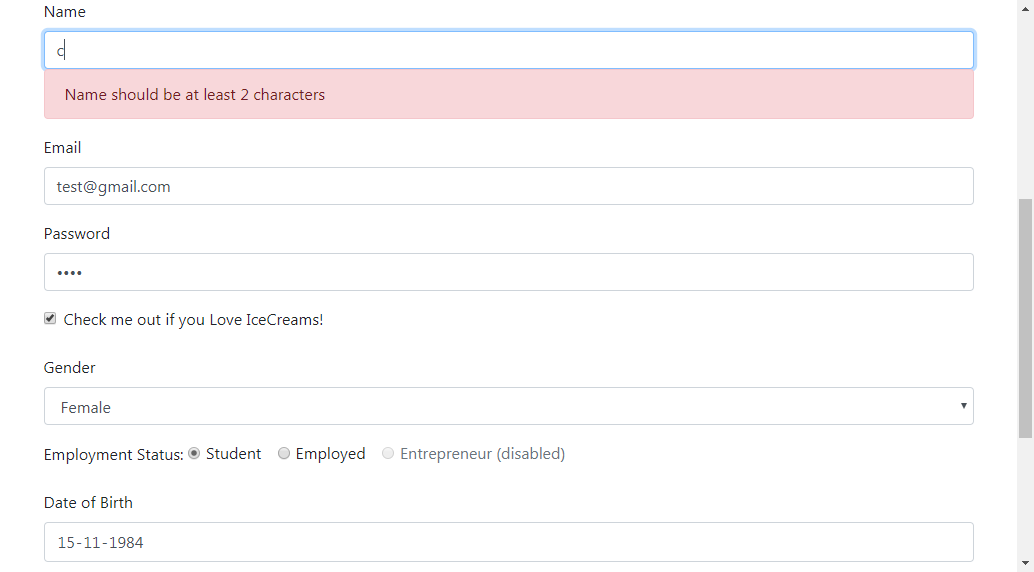 Name
c
Name should be at least 2 characters
Email
test@gmail.com
Password
••••
Check me out if you Love IceCreams!
Gender
Female
Employment Status: Student Employed Entrepreneur (disabled)
Date of Birth
15-11-1984